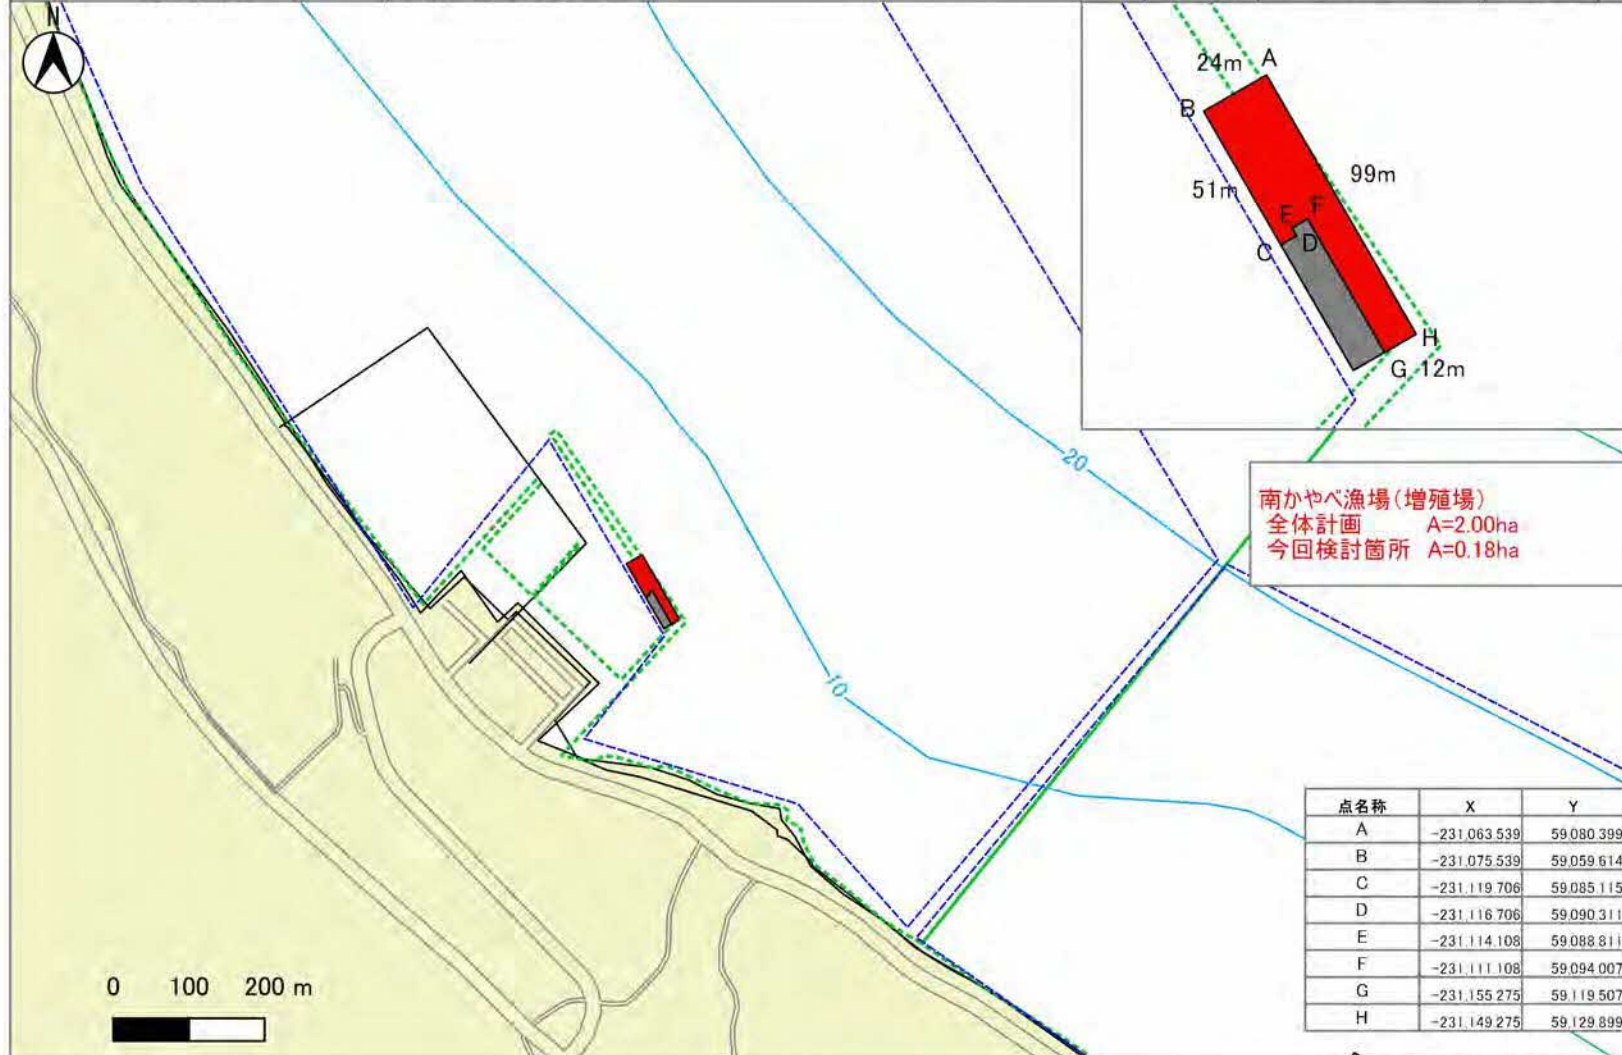 N
24m
A
B
99m
51m
E
F
D
C
H
G
12m
20
10
南かやべ漁場(増殖場)
全体計画 A=2.00ha
今回検討箇所 A=0.18ha
点名称 X Y
A -231,063.539 59,080.399
B -231,075.539 59,059.614
C -231,119.706 59,085.115
D -231,116.706 59,090.311
E -231,114.108 59,088.811
F -231,111.108 59,094.007
G -231,155.275 59,119.507
H -231,149.275 59,129.899
0 100 200 m